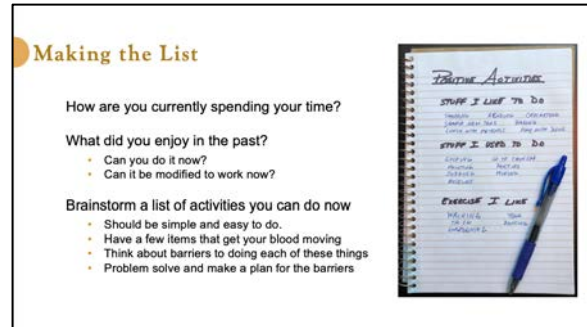 Making the List
How are you currently spending your time?
What did you enjoy in the past?
• Can you do it now?
• Can it be modified to work now?
Brainstorm a list of activities you can do now
• Should be simple and easy to do.
• Have a few items that get your blood moving
• Think about barriers to doing each of these things
• Problem solve and make a plan for the barriers
POSITIVE ACTIVITIES
STUFF I LIKE TO DO
STUFF I USED TO DO
EXERCISE I LIKE
WALKING YOGA